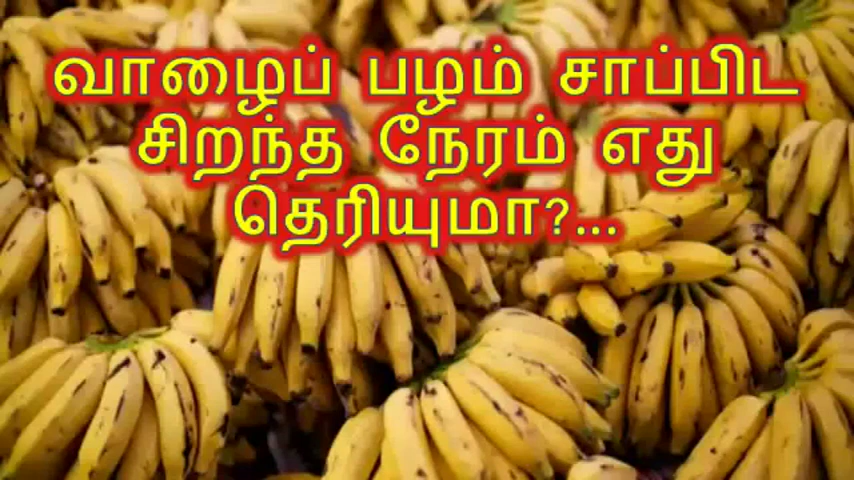 வாழைப் பழம் சாப்பிட
சிறந்த நேரம் எது
தெரியுமா?...